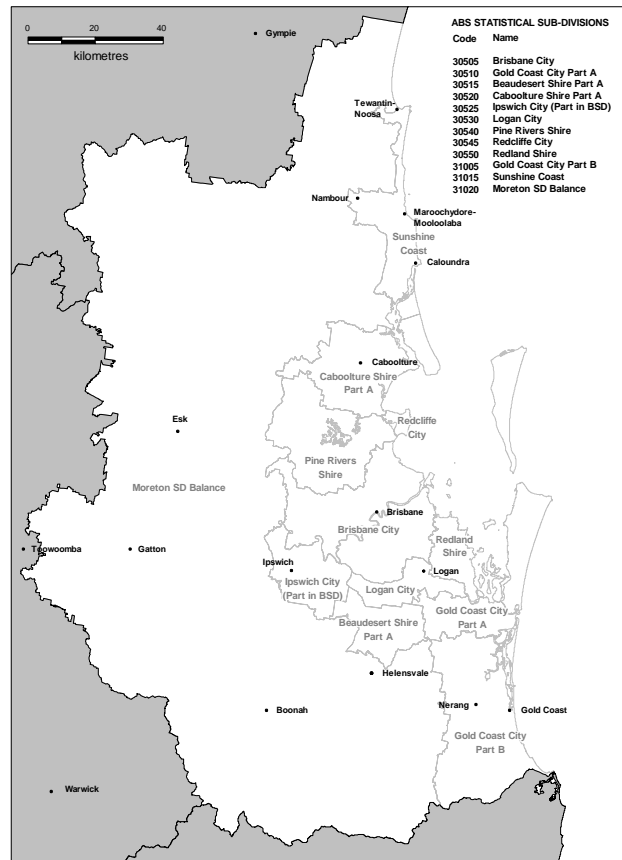 ABS STATISTICAL SUB-DIVISIONS
Code Name
30505 Brisbane City
30510 Gold Coast City Part A
30515 Beaudesert Shire Part A
30520 Caboolture Shire Part A
30525 Ipswich City (Part in BSD)
30530 Logan City
30540 Pine Rivers Shire
30545 Redcliffe City
30550 Redland Shire
31005 Gold Coast City Part B
31015 Sunshine Coast
31020 Moreton SD Balance
0 20 40
kilometres
Gympie
Tewantin-
Noosa
Nambour
Maroochydore-
Mooloolaba
Sunshine
Coast
Caloundra
Caboolture
Caboolture Shire
Part A
Esk
Redcliffe
City
Pine Rivers
Shire
Moreton SD Balance
Brisbane
Brisbane City
Redland
Shire
Toowoomba
Gatton
Ipswich
Logan
Ipswich City
(Part in BSD)
Logan City
Gold Coast City
Part A
Beaudesert Shire
Part A
Helensvale
Boonah
Nerang
Gold Coast
Gold Coast City
Part B
Warwick